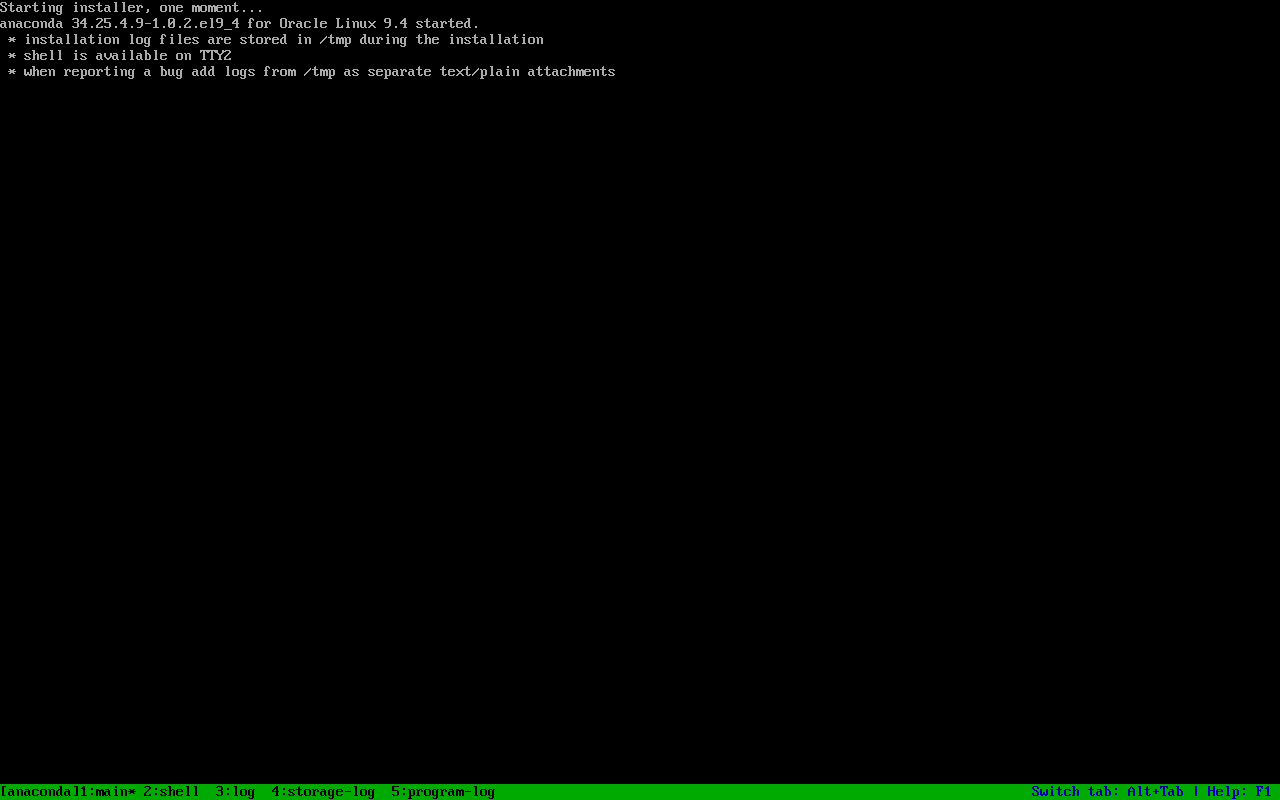 Starting installer, one moment...
anaconda 34.25.4.9-1.0.2.el9_4 for Oracle Linux 9.4 started.
 * installation log files are stored in /tmp during the installation
 * shell is available on TTY2
 * when reporting a bug add logs from /tmp as separate text/plain attachments
[anaconda]1:main* 2:shell  3:log  4:storage-log  5:program-log Switch tab: Alt+Tab | Help: F1